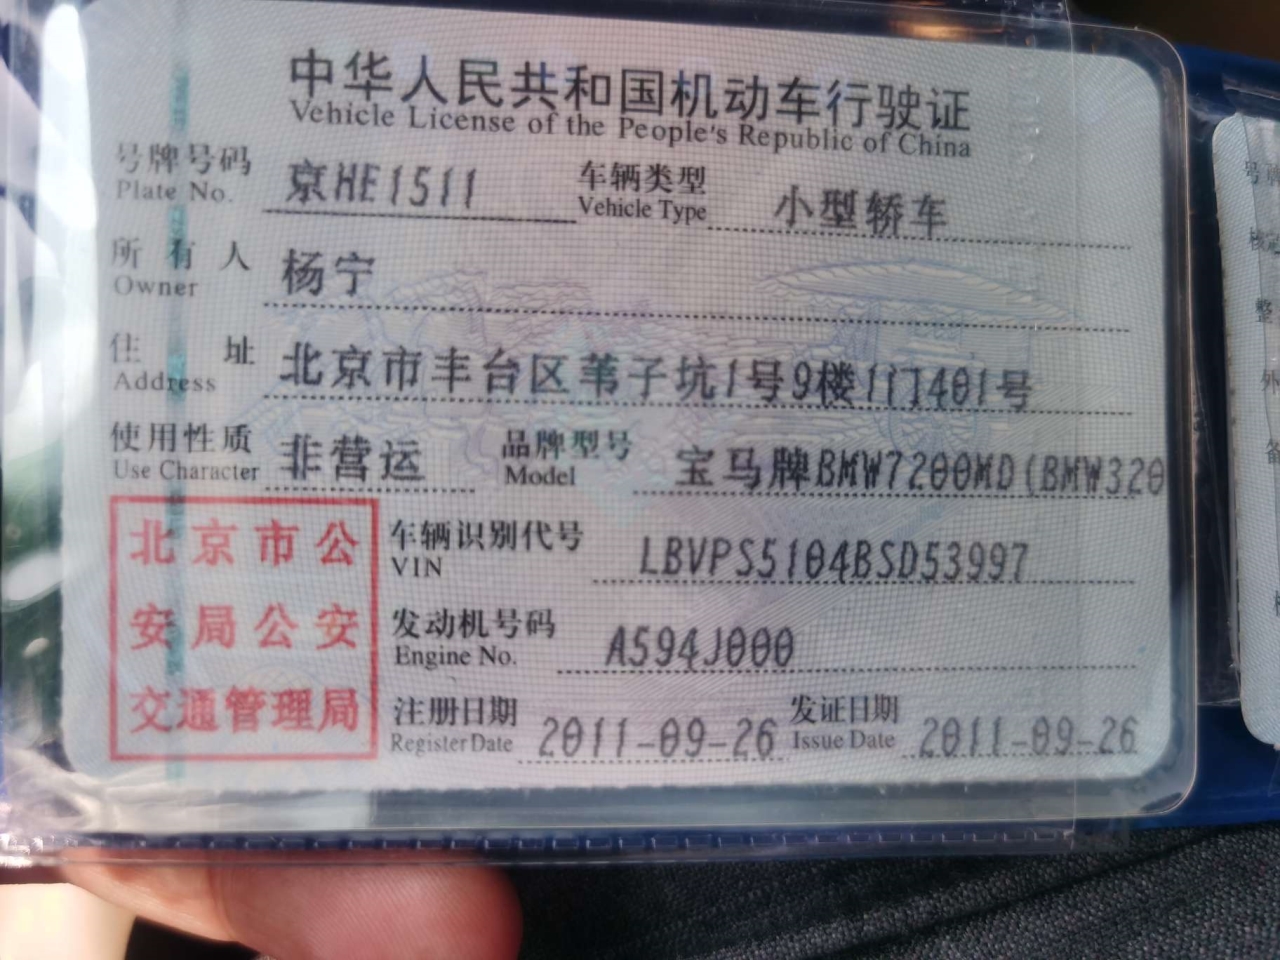 中华人民共和国机动车行驶证
Vehicle License of the People's Republic of China
号牌号码 京HE1511 车辆类型 小型轿车
Plate No. Vehicle Type
所有人 杨宁
Owner
住址 北京市丰台区苇子坑1号9楼1门401号
Address
使用性质 非营运 品牌型号 宝马牌BMW7200MD(BMW320
Use Character Model
北京市公
安局公安
交通管理局
车辆识别代号 LBVPS5104BSD53997
VIN
发动机号码 A594J000
Engine No.
注册日期 2011-09-26 发证日期 2011-09-26
Register Date Issue Date
号
整
外